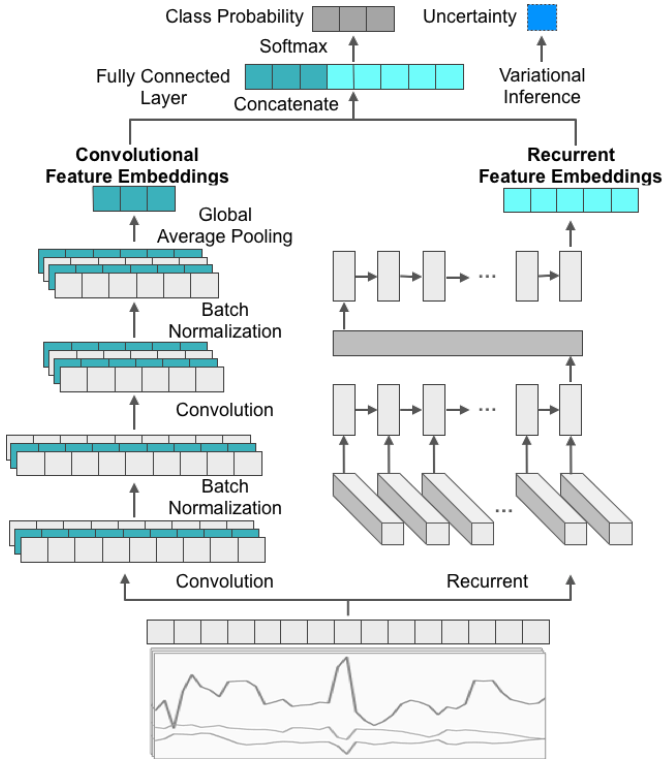 Class Probability
Uncertainty
Softmax
Fully Connected
Layer
Concatenate
Variational
Inference
Convolutional
Feature Embeddings
Recurrent
Feature Embeddings
Global
Average Pooling
Batch
Normalization
...
Convolution
...
Batch
Normalization
...
Convolution
Recurrent